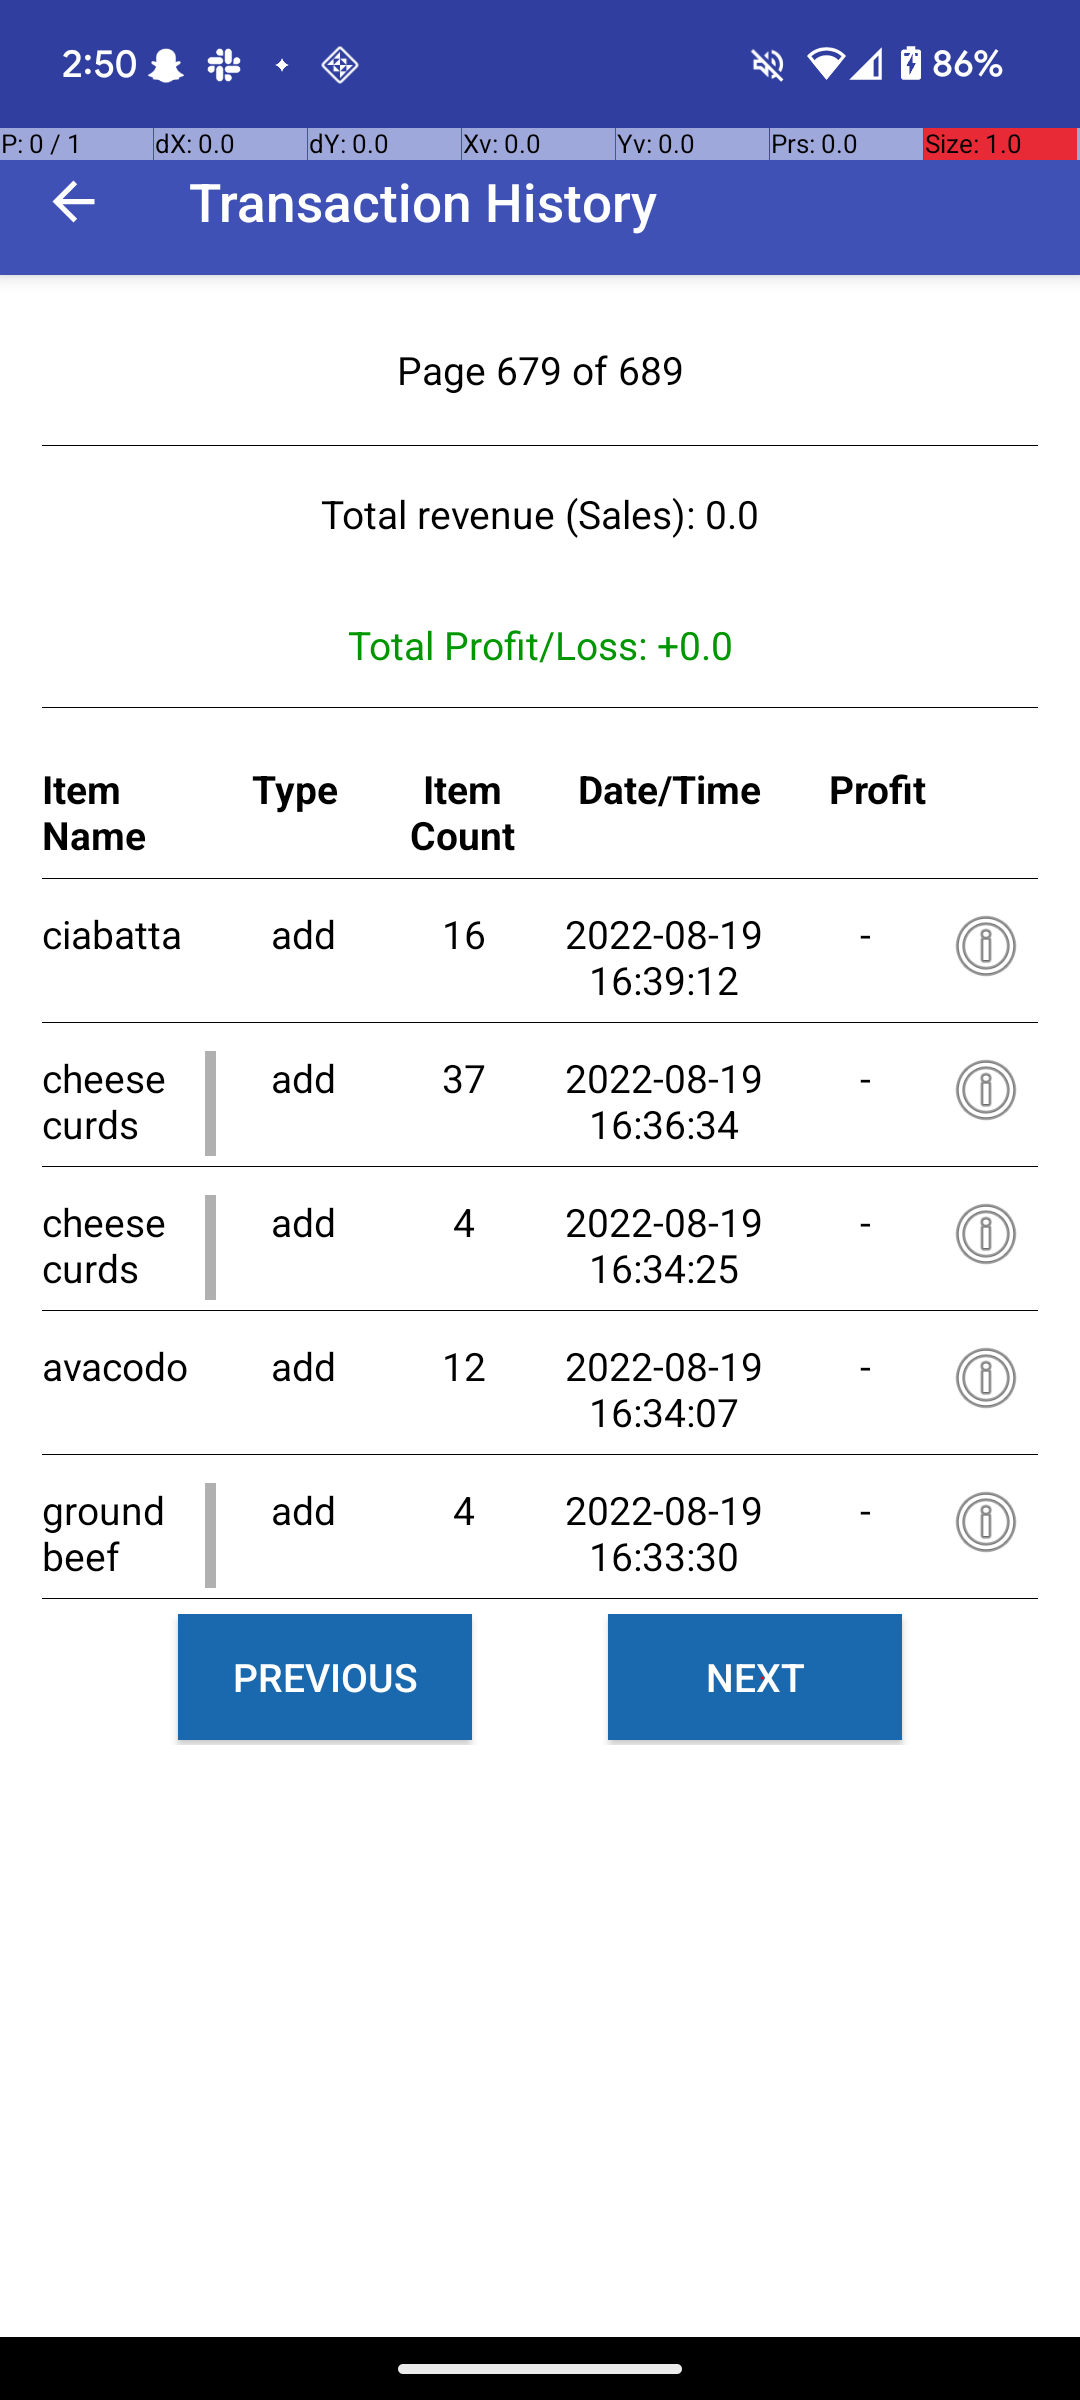 2:50 86%
P: 0 / 1 dX: 0.0 dY: 0.0 Xv: 0.0 Yv: 0.0 Prs: 0.0 Size: 1.0
Transaction History
Page 679 of 689
Total revenue (Sales): 0.0
Total Profit/Loss: +0.0
Item Name Type Item Count Date/Time Profit
ciabatta add 16 2022-08-19 16:39:12 -
cheese curds add 37 2022-08-19 16:36:34 -
cheese curds add 4 2022-08-19 16:34:25 -
avacodo add 12 2022-08-19 16:34:07 -
ground beef add 4 2022-08-19 16:33:30 -
PREVIOUS NEXT